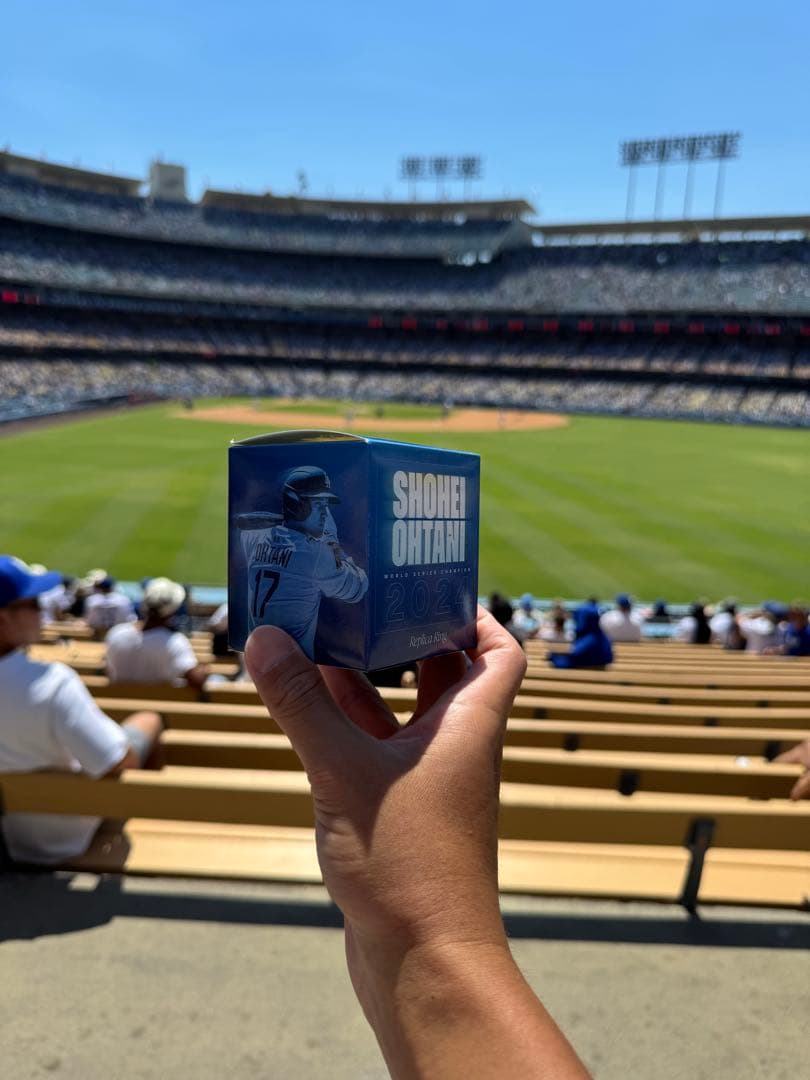 OHTANI
17
SHOHEI
OHTANI
WORLD SERIES CHAMPION
2024
Replica Ring